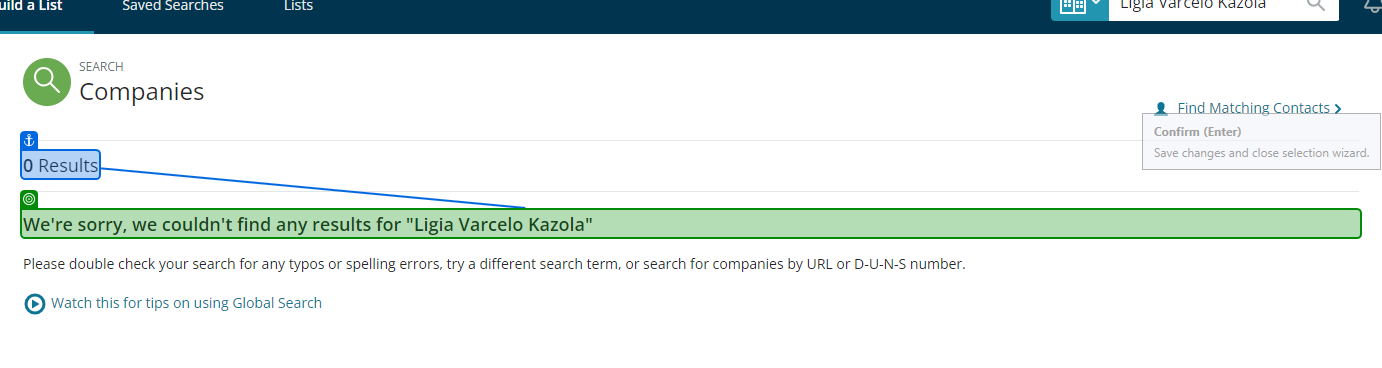 uild a List
Saved Searches
Lists
Ligia Varcelo Kazola
SEARCH
Companies
Find Matching Contacts
Confirm (Enter)
Save changes and close selection wizard.
0 Results
We're sorry, we couldn't find any results for "Ligia Varcelo Kazola"
Please double check your search for any typos or spelling errors, try a different search term, or search for companies by URL or D-U-N-S number.
Watch this for tips on using Global Search